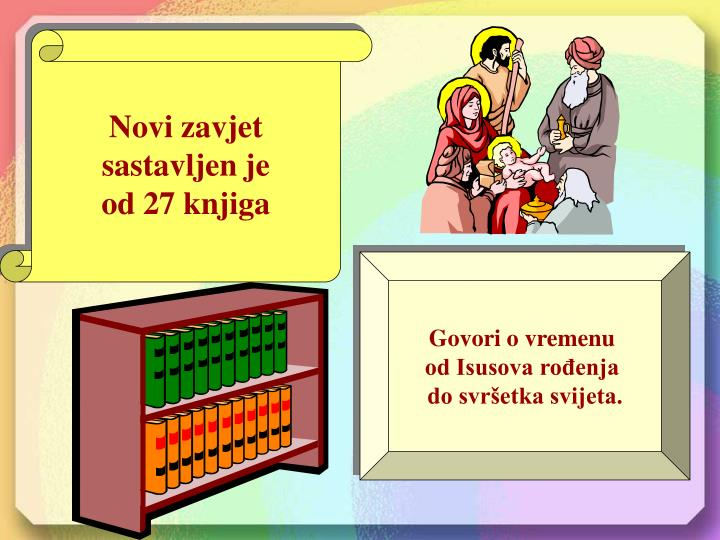 Novi zavjet
sastavljen je
od 27 knjiga
Govori o vremenu
od Isusova rođenja
do svršetka svijeta.